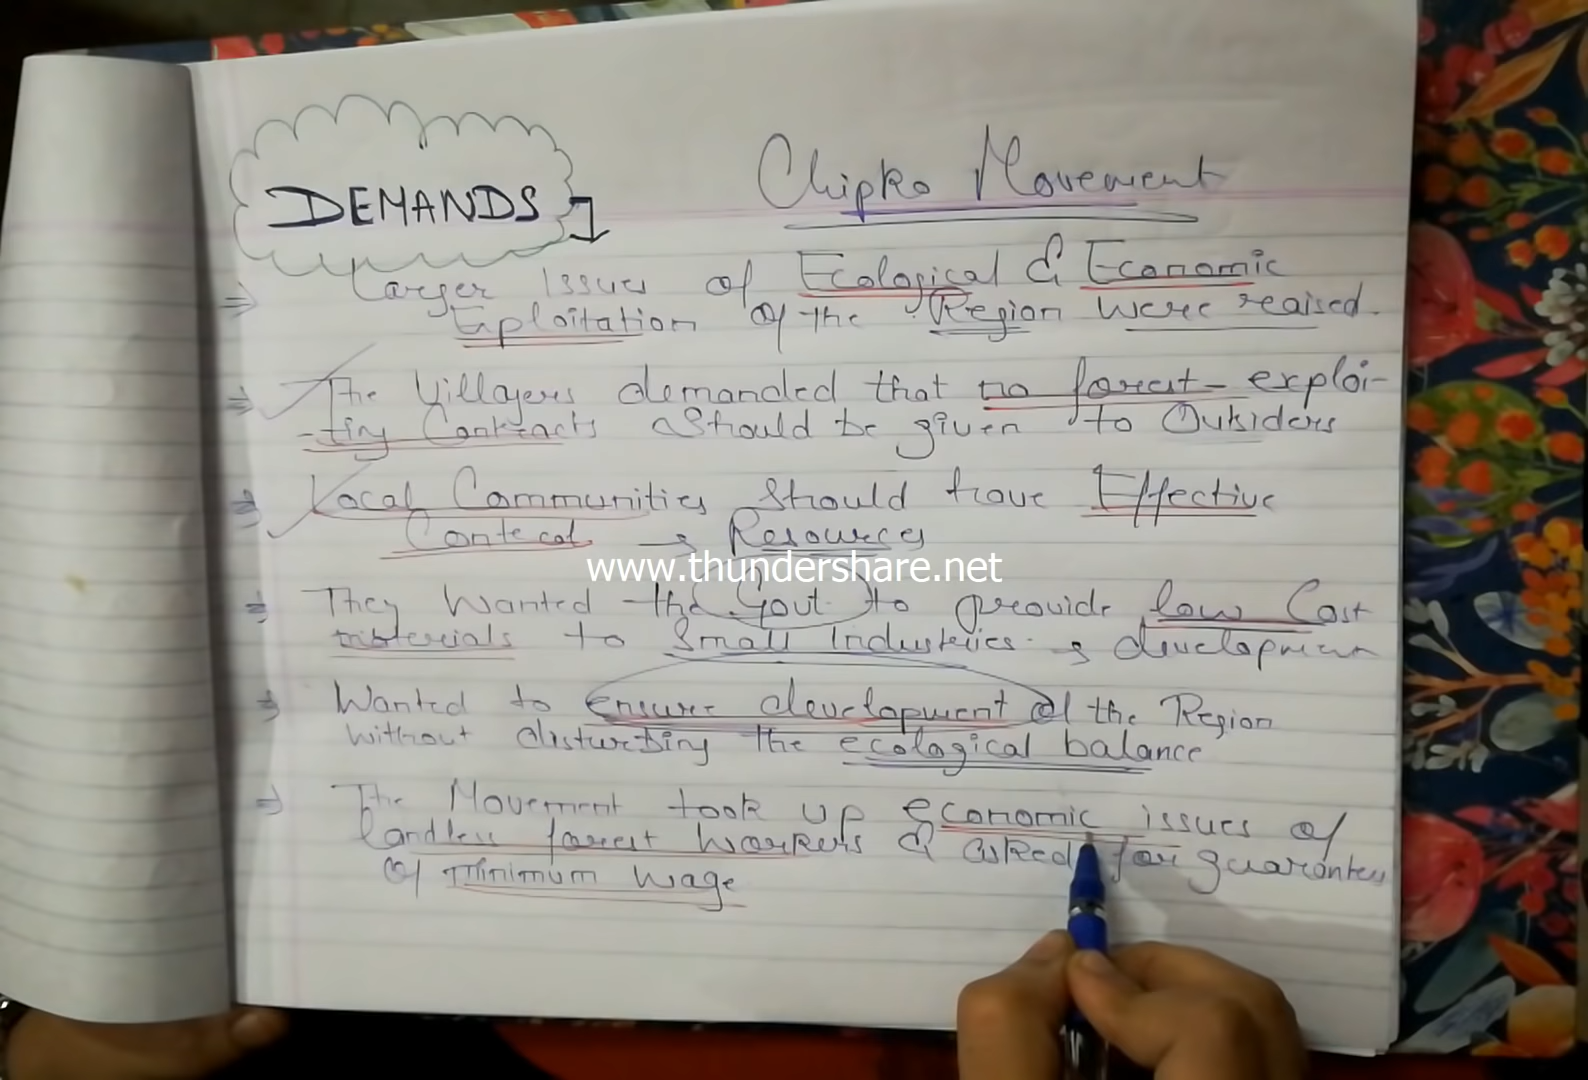 DEMANDS
Chipko Movement
⇒ Larger Issues of Ecological & Economic
Exploitation of the Region were raised.
⇒ The Villagers demanded that no forest-exploi-
-ting Contracts Should be given to Outsiders
⇒ Local Communities Should have Effective
Control → Resources
www.thundershare.net
⇒ They Wanted the Govt. to provide low Cost
materials to Small Industries → development
⇒ Wanted to ensure development of the Region
without disturbing the ecological balance
⇒ The Movement took up economic issues of
landless forest workers & asked for guarantees
of minimum wage